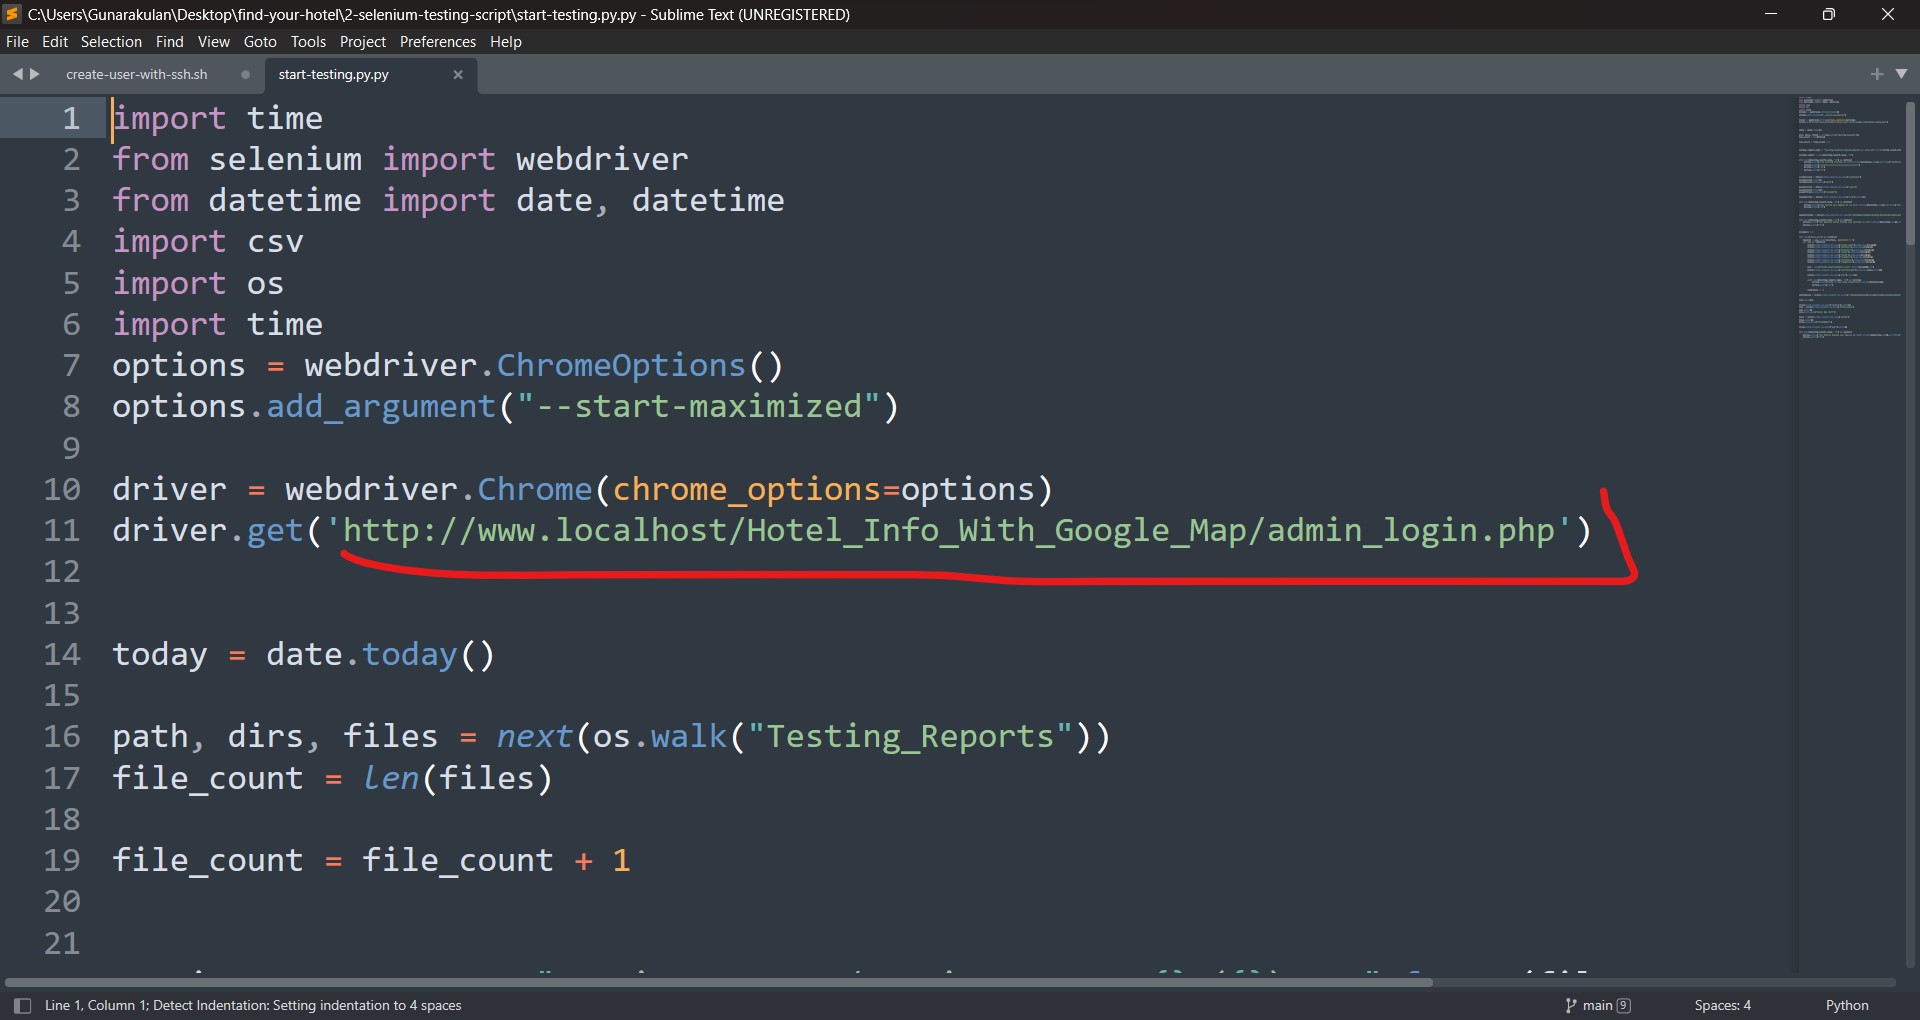 C:\Users\Gunarakulan\Desktop\find-your-hotel\2-selenium-testing-script\start-testing.py.py - Sublime Text (UNREGISTERED)
File Edit Selection Find View Goto Tools Project Preferences Help
create-user-with-ssh.sh start-testing.py.py
1 import time
2 from selenium import webdriver
3 from datetime import date, datetime
4 import csv
5 import os
6 import time
7 options = webdriver.ChromeOptions()
8 options.add_argument("--start-maximized")
9
10 driver = webdriver.Chrome(chrome_options=options)
11 driver.get('http://www.localhost/Hotel_Info_With_Google_Map/admin_login.php')
12
13
14 today = date.today()
15
16 path, dirs, files = next(os.walk("Testing_Reports"))
17 file_count = len(files)
18
19 file_count = file_count + 1
20
21
Line 1, Column 1; Detect Indentation: Setting indentation to 4 spaces main 9 Spaces: 4 Python